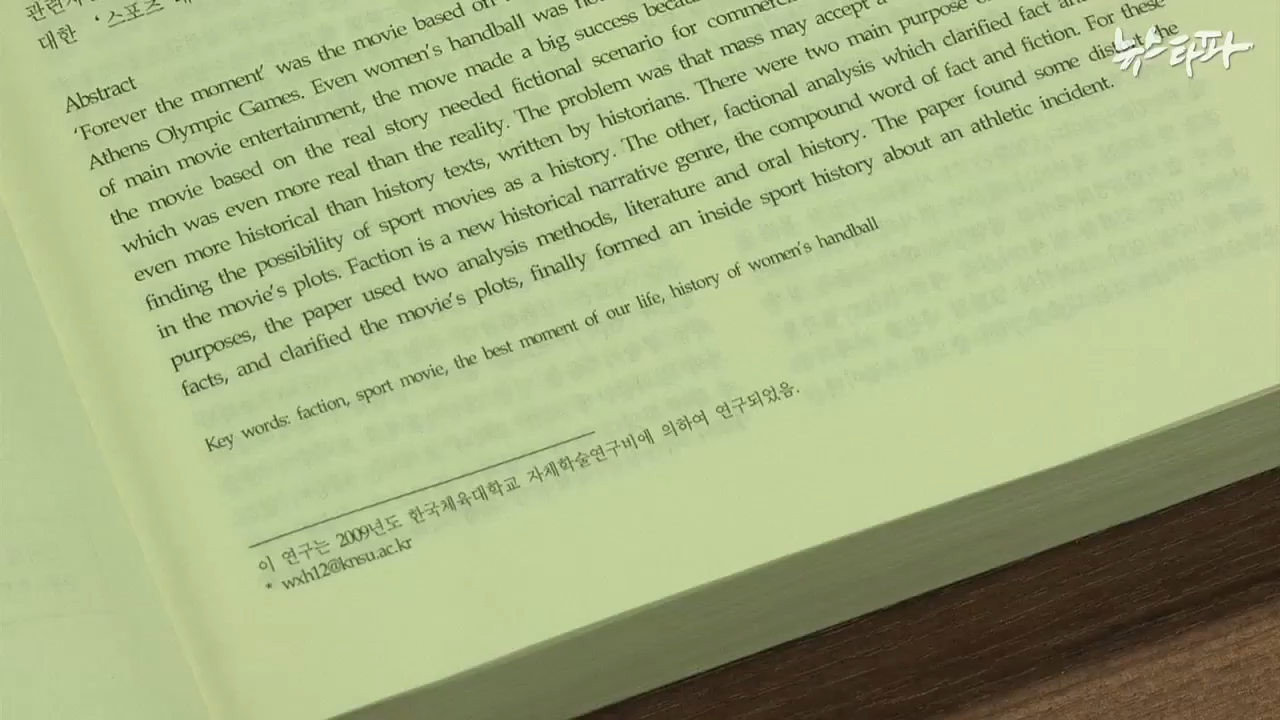 대한 '스포츠
Abstract
'Forever the moment' was the movie based on
Athens Olympic Games. Even women's handball was
of main movie entertainment, the move made a big success
the movie based on the real story needed fictional scenario for
which was even more real than the reality. The problem was that mass may accept a
even more historical than history texts, written by historians. There were two main purpose
finding the possibility of sport movies as a history. The other, factional analysis which clarified fact
in the movie's plots. Faction is a new historical narrative genre, the compound word of fact and fiction. For these
purposes, the paper used two analysis methods, literature and oral history. The paper found some the
facts, and clarified the movie's plots, finally formed an inside sport history about an athletic incident.
Key words: faction, sport movie, the best moment of our life, history of women's handball
이 연구는 2009년도 한국체육대학교 자체학술연구비에 의하여 연구되었음.
* wxh12@knsu.ac.kr
뉴스타파